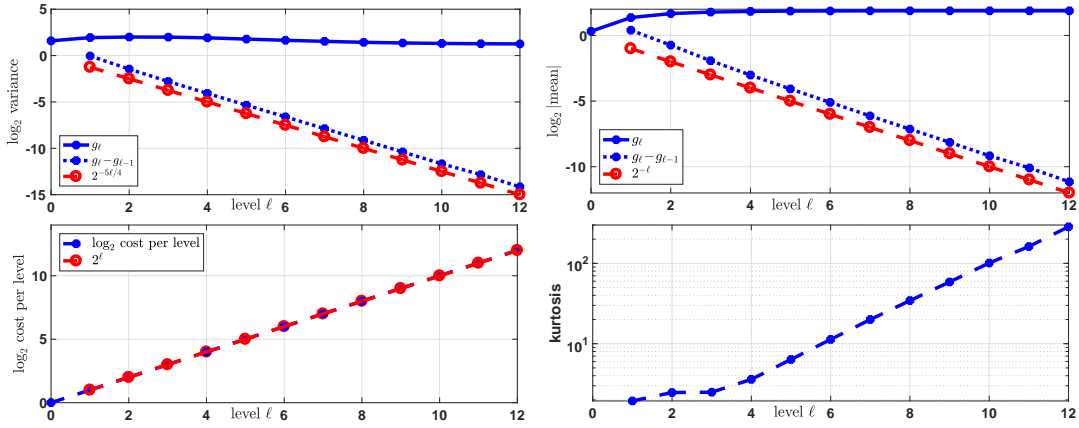 5
0
-5
-10
-15
log₂ variance
g_ℓ
g_ℓ−g_ℓ−1
2^−5ℓ/4
0 2 4 6 8 10 12
level ℓ
0
-5
-10
log₂ |mean|
g_ℓ
g_ℓ−g_ℓ−1
2^−ℓ
0 2 4 6 8 10 12
level ℓ
10
5
0
log₂ cost per level
log₂ cost per level
2^ℓ
0 2 4 6 8 10 12
level ℓ
10²
10¹
kurtosis
0 2 4 6 8 10 12
level ℓ